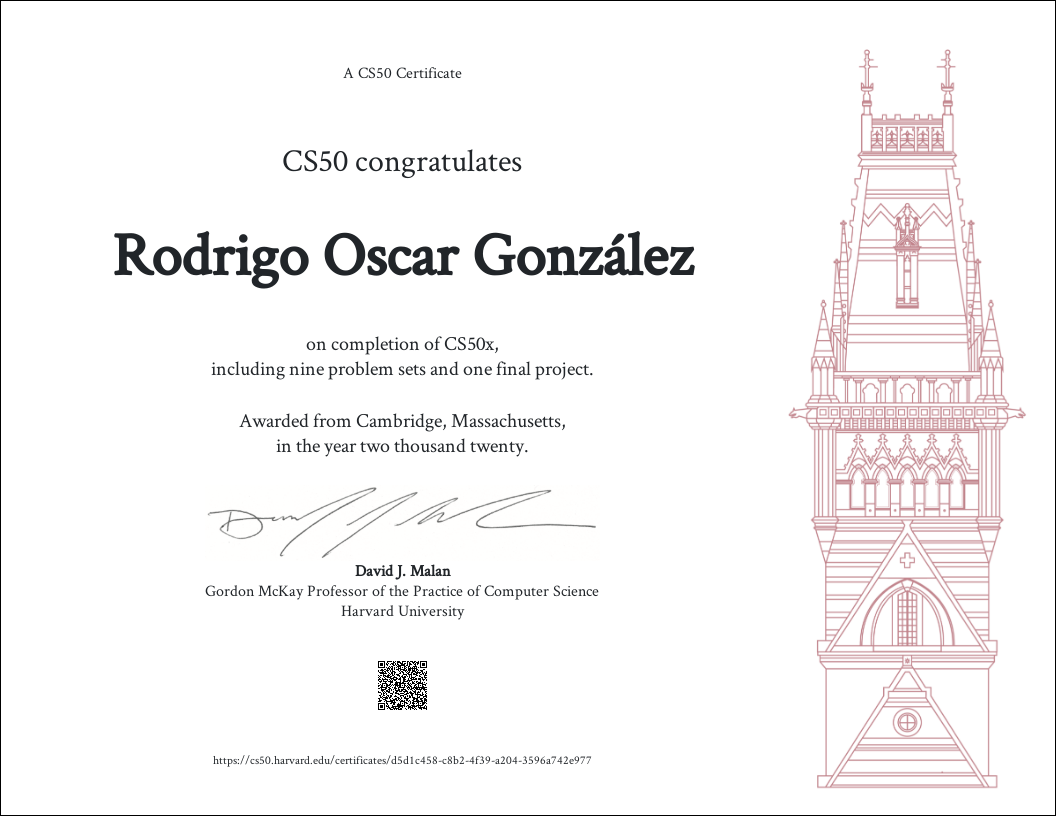 A CS50 Certificate
CS50 congratulates
Rodrigo Oscar González
on completion of CS50x,
including nine problem sets and one final project.
Awarded from Cambridge, Massachusetts,
in the year two thousand twenty.
David J. Malan
Gordon McKay Professor of the Practice of Computer Science
Harvard University
https://cs50.harvard.edu/certificates/d5d1c458-c8b2-4f39-a204-3596a742e977